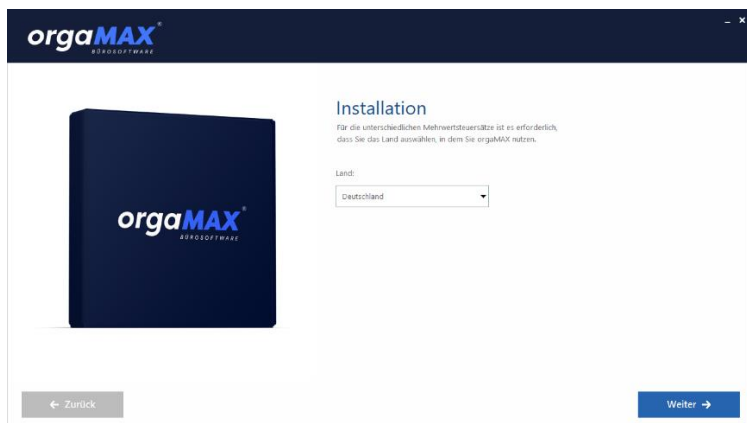 orgaMAX®
BÜROSOFTWARE
Installation
Für die unterschiedlichen Mehrwertsteuersätze ist es erforderlich,
dass Sie das Land auswählen, in dem Sie orgaMAX nutzen.
Land:
Deutschland
orgaMAX®
BÜROSOFTWARE
← Zurück
Weiter →